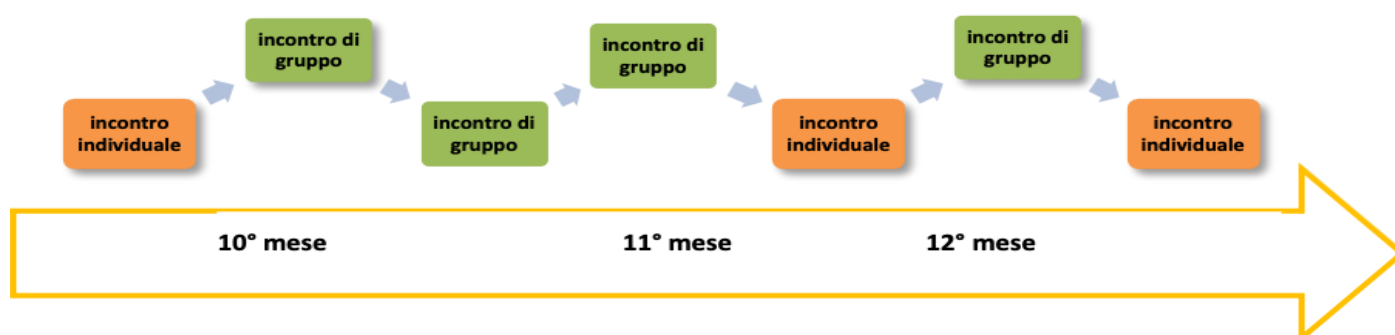 incontro
individuale
incontro di
gruppo
incontro di
gruppo
incontro di
gruppo
incontro
individuale
incontro di
gruppo
incontro
individuale
10° mese
11° mese
12° mese